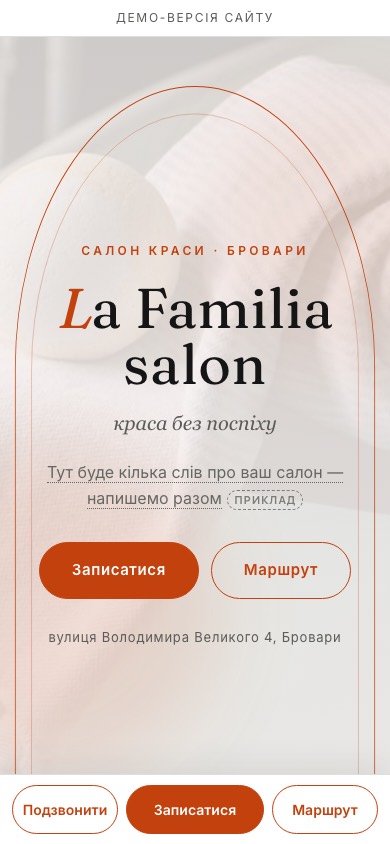 ДЕМО-ВЕРСІЯ САЙТУ
САЛОН КРАСИ · БРОВАРИ
La Familia
salon
краса без поспіху
Тут буде кілька слів про ваш салон —
напишемо разом ПРИКЛАД
Записатися Маршрут
вулиця Володимира Великого 4, Бровари
Подзвонити Записатися Маршрут